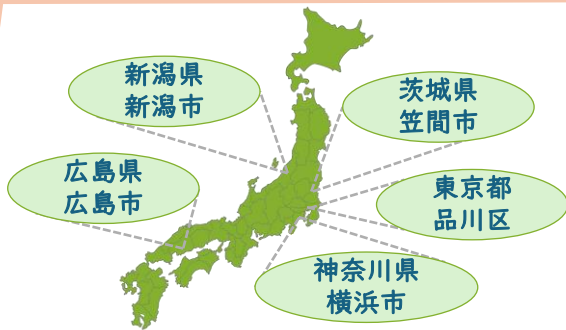 新潟県
新潟市
茨城県
笠間市
広島県
広島市
東京都
品川区
神奈川県
横浜市